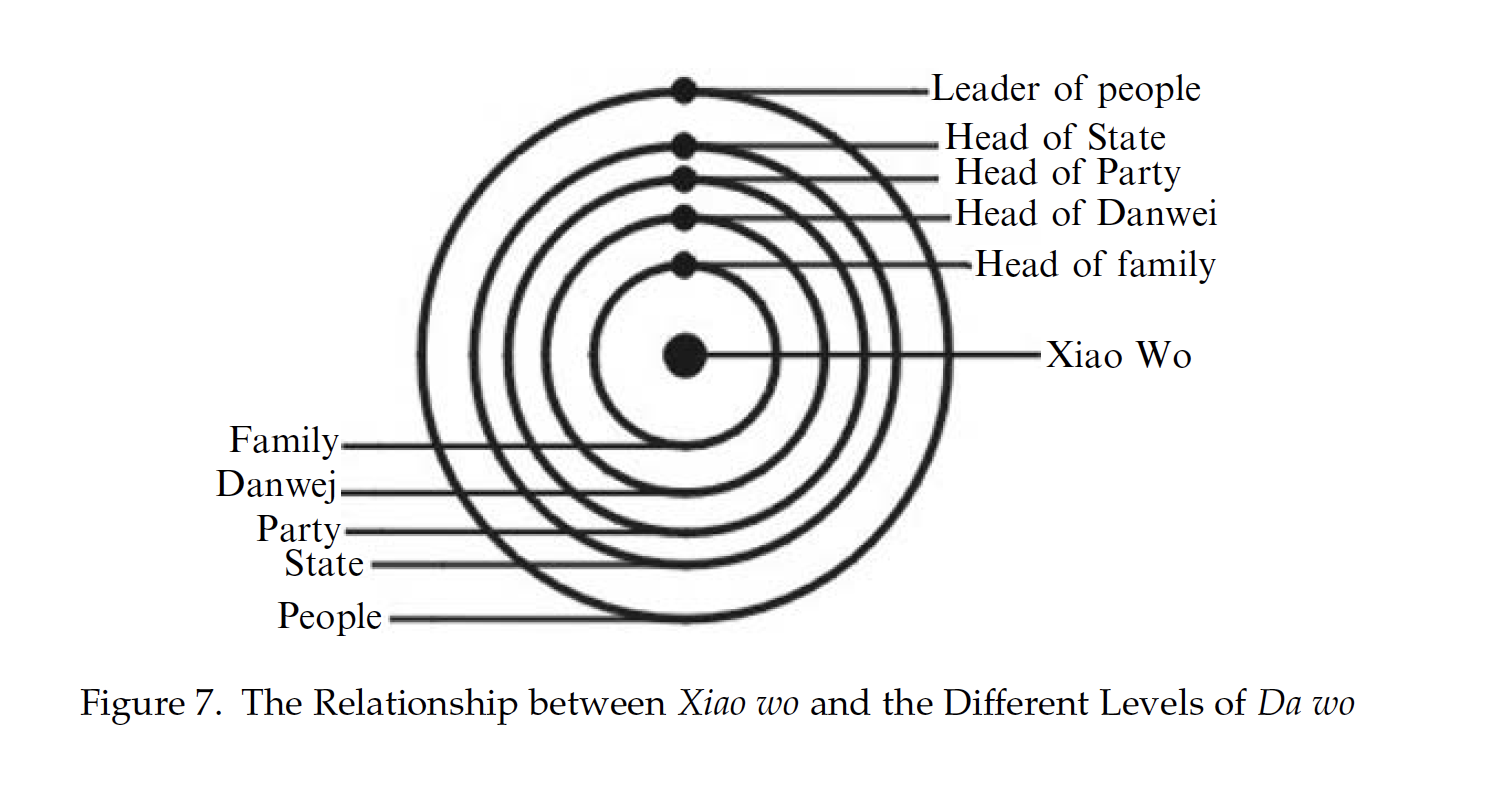 Leader of people
Head of State
Head of Party
Head of Danwei
Head of family
Xiao Wo
Family
Danwej
Party
State
People
Figure 7. The Relationship between Xiao wo and the Different Levels of Da wo